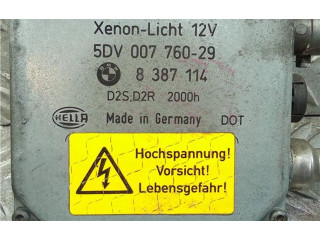 Xenon-Licht 12V
5DV 007 760-29
8 387 114
D2S,D2R 2000h
HELLA Made in Germany DOT
Hochspannung!
Vorsicht!
Lebensgefahr!